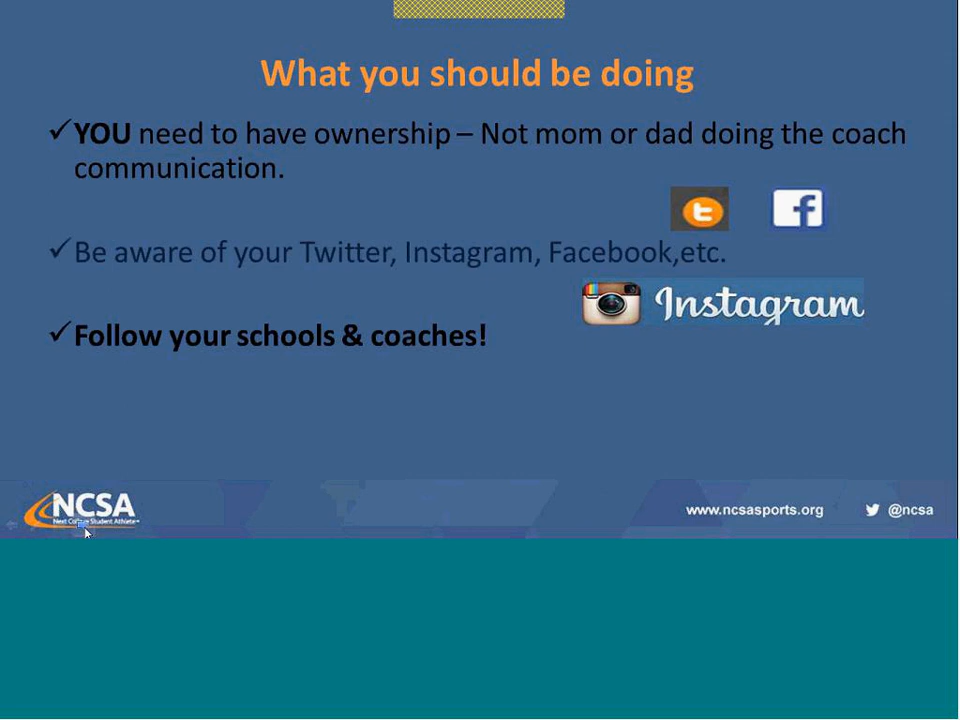 What you should be doing
✓YOU need to have ownership – Not mom or dad doing the coach
communication.
t f
✓Be aware of your Twitter, Instagram, Facebook,etc.
Instagram
✓Follow your schools & coaches!
NCSA
Next College Student Athlete
www.ncsasports.org @ncsa